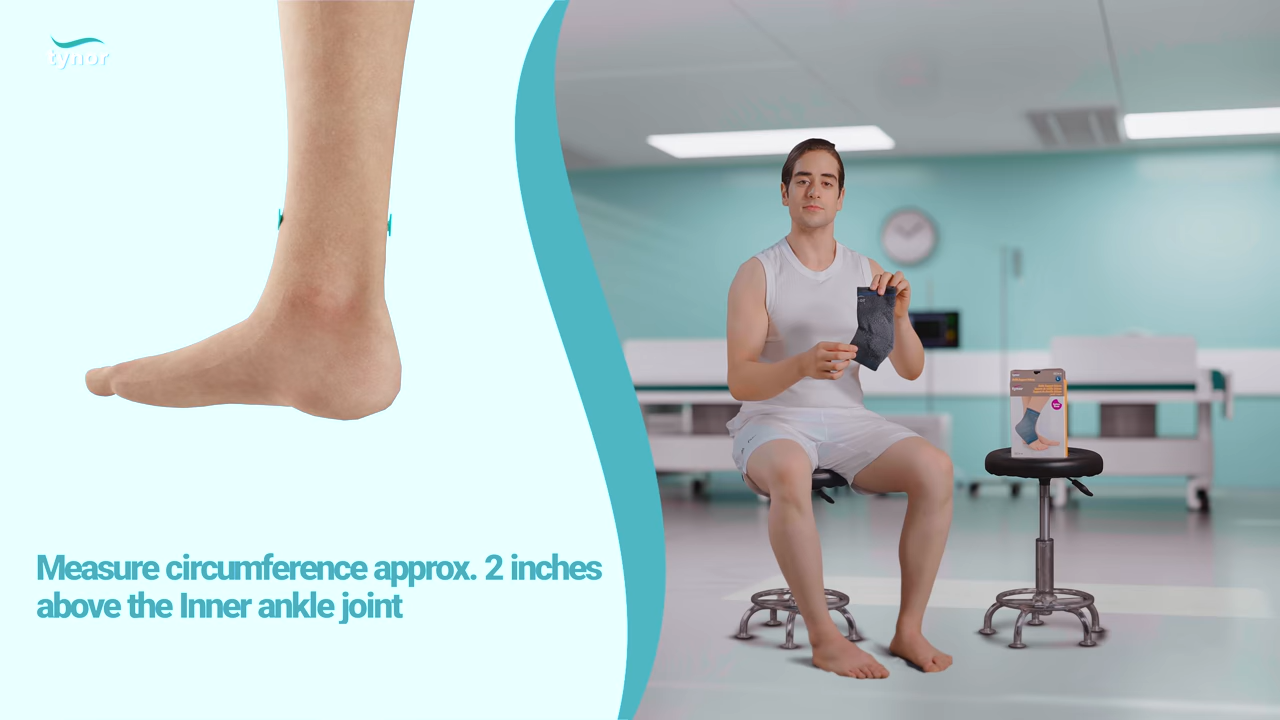 tynor
Measure circumference approx. 2 inches
above the Inner ankle joint